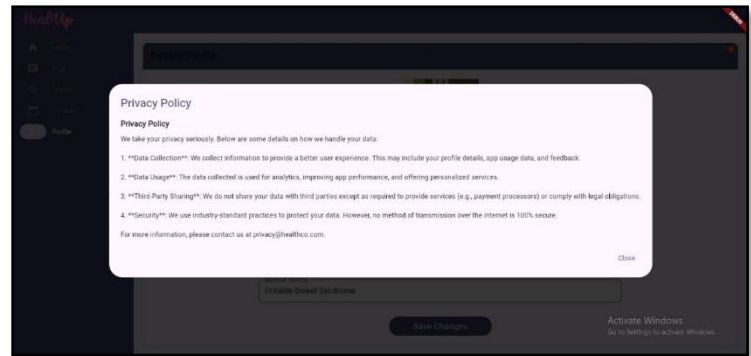 HealUp
DEBUG
Home
Profile
Privacy Policy
Privacy Policy
We take your privacy seriously. Below are some details on how we handle your data:
1. **Data Collection**: We collect information to provide a better user experience. This may include your profile details, app usage data, and feedback.
2. **Data Usage**: The data collected is used for analytics, improving app performance, and offering personalized services.
3. **Third-Party Sharing**: We do not share your data with third parties except as required to provide services (e.g., payment processors) or comply with legal obligations.
4. **Security**: We use industry-standard practices to protect your data. However, no method of transmission over the internet is 100% secure.
For more information, please contact us at privacy@healthco.com.
Close
Medical History
Irritable Bowel Syndrome
Save Changes
Activate Windows
Go to Settings to activate Windows.